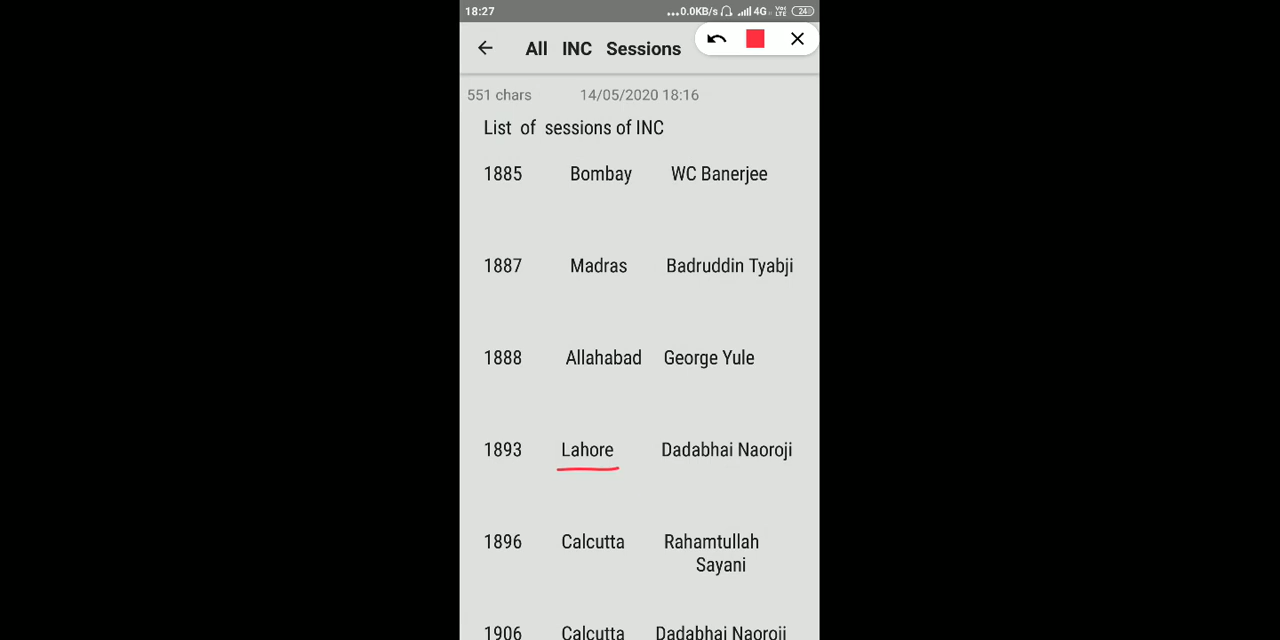 18:27 ...0.0KB/s 4G Vo LTE 24
All INC Sessions
551 chars 14/05/2020 18:16
List of sessions of INC
1885 Bombay WC Banerjee
1887 Madras Badruddin Tyabji
1888 Allahabad George Yule
1893 Lahore Dadabhai Naoroji
1896 Calcutta Rahamtullah
Sayani
1906 Calcutta Dadabhai Naoroji